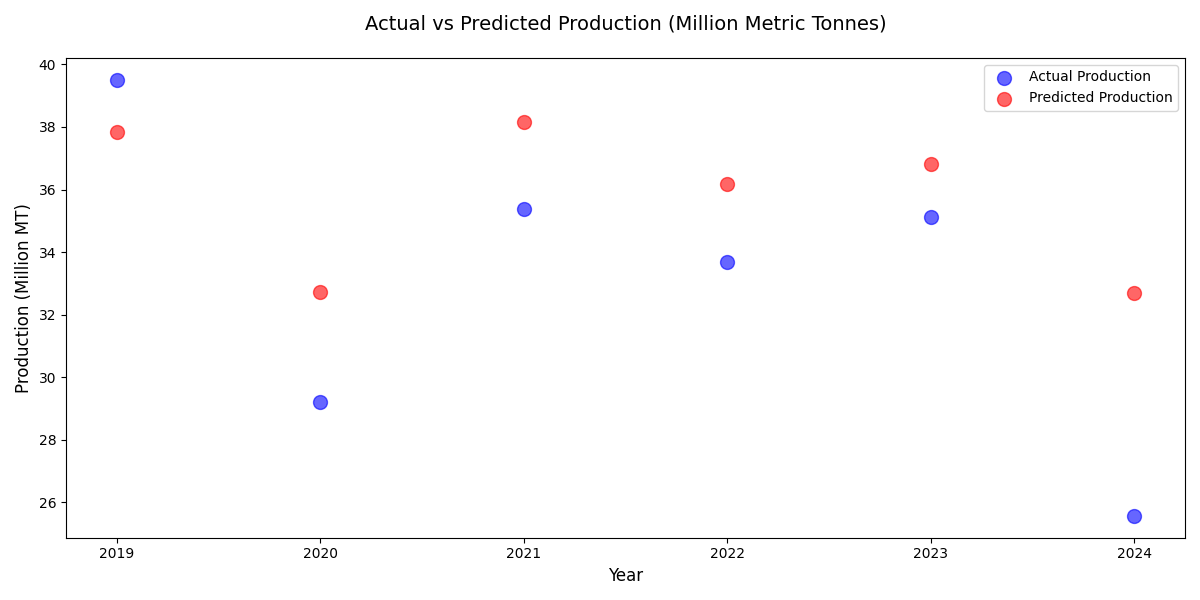 Actual vs Predicted Production (Million Metric Tonnes)
Actual Production
Predicted Production
Production (Million MT)
40
38
36
34
32
30
28
26
2019 2020 2021 2022 2023 2024
Year